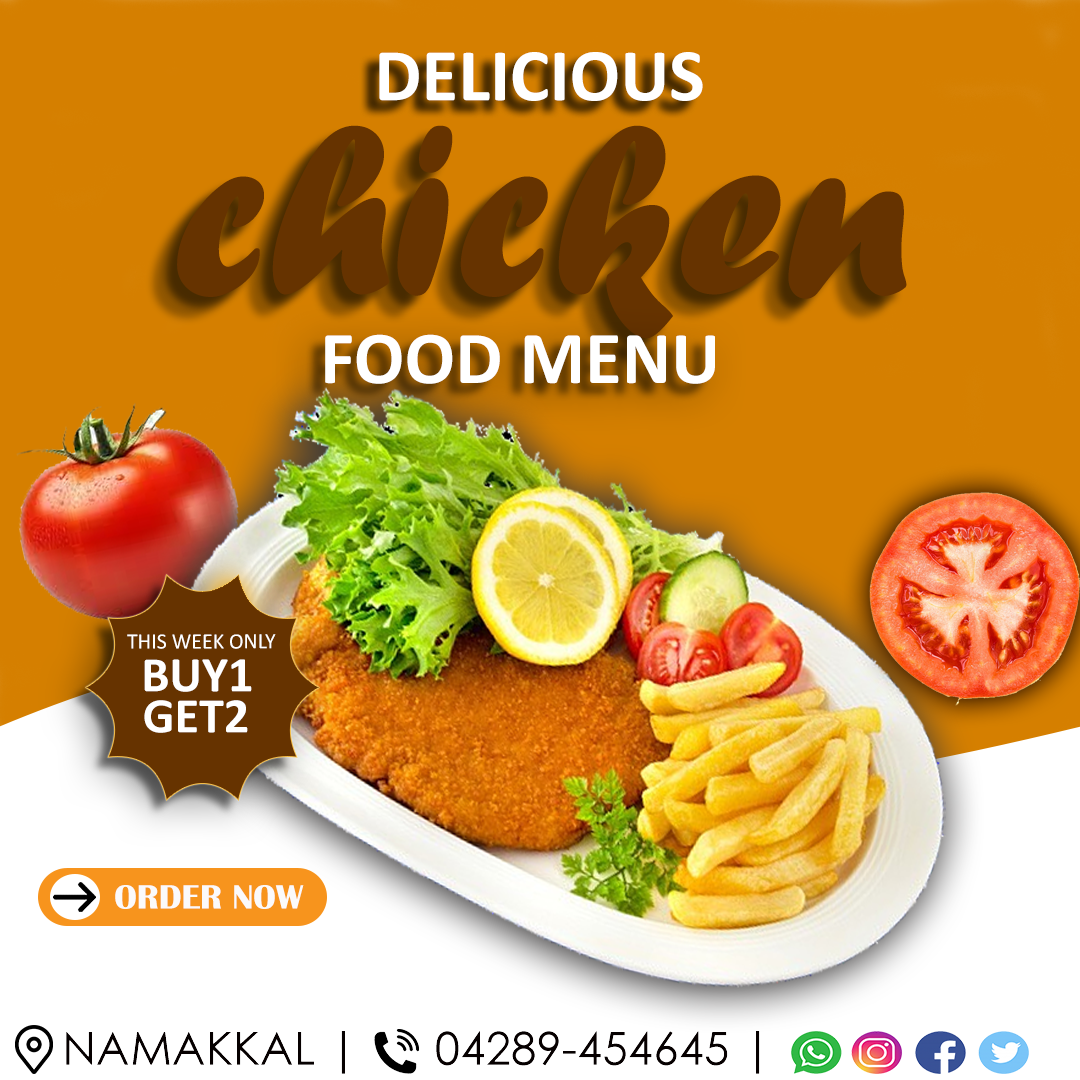 DELICIOUS
chicken
FOOD MENU
THIS WEEK ONLY
BUY1
GET2
ORDER NOW
NAMAKKAL | 04289-454645 |